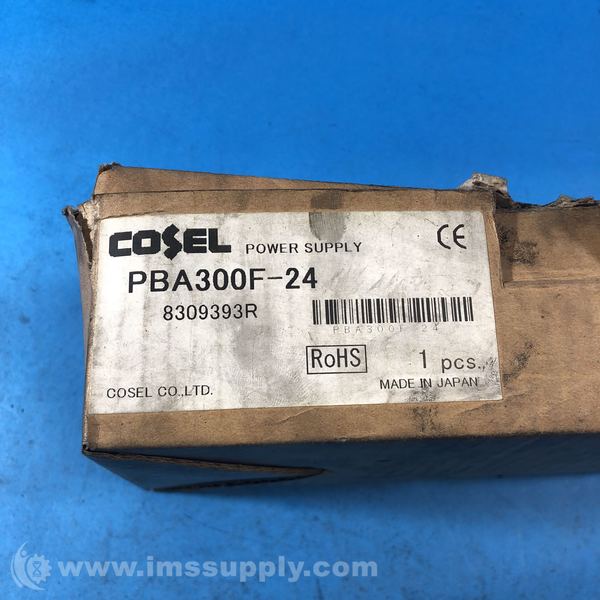 COSEL POWER SUPPLY CE
PBA300F-24
8309393R
PBA300F-24
RoHS 1 pcs.
COSEL CO.,LTD. MADE IN JAPAN
www.imssupply.com